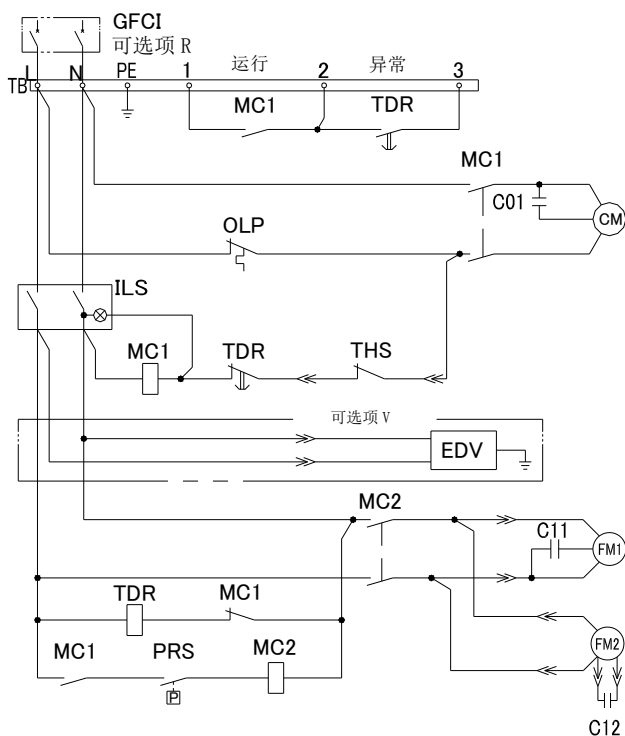 GFCI
可选项 R
TB L N PE 1 运行 2 异常 3
MC1 TDR
MC1
C01
CM
OLP
ILS
MC1 TDR THS
可选项 V
EDV
MC2
C11
FM1
TDR MC1
MC1 PRS MC2
P
FM2
C12